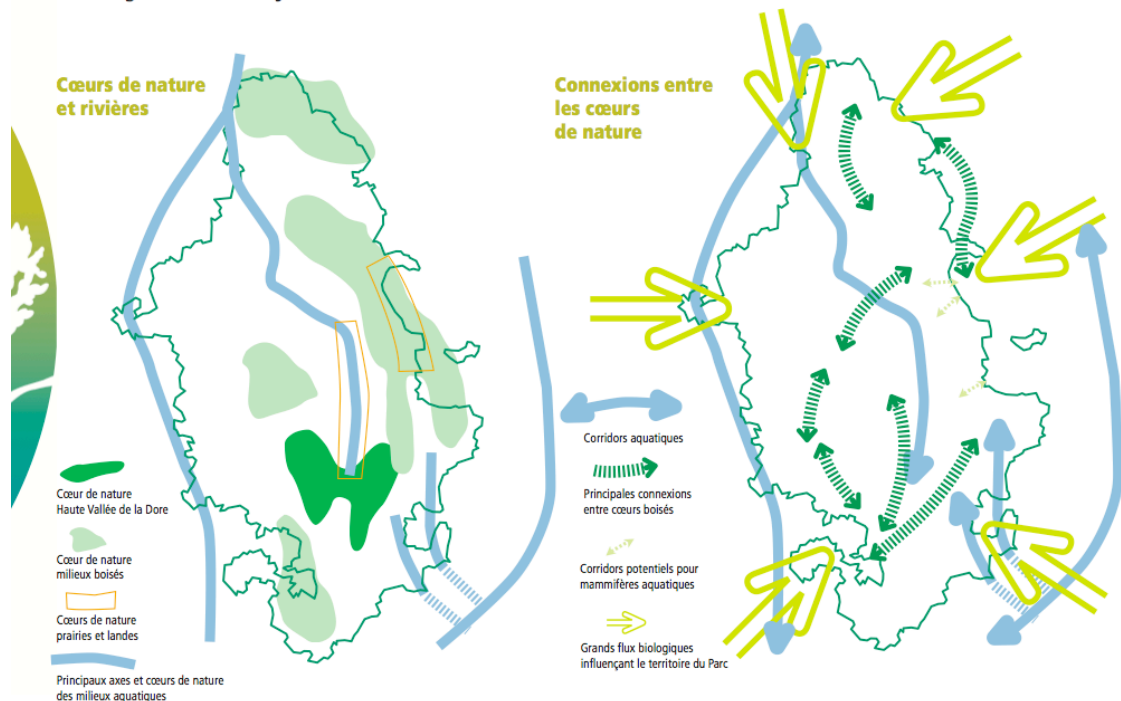 Cœurs de nature
et rivières
Cœur de nature
Haute Vallée de la Dore
Cœur de nature
milieux boisés
Cœurs de nature
prairies et landes
Principaux axes et cœurs de nature
des milieux aquatiques
Connexions entre
les cœurs
de nature
Corridors aquatiques
Principales connexions
entre cœurs boisés
Corridors potentiels pour
mammifères aquatiques
Grands flux biologiques
influençant le territoire du Parc